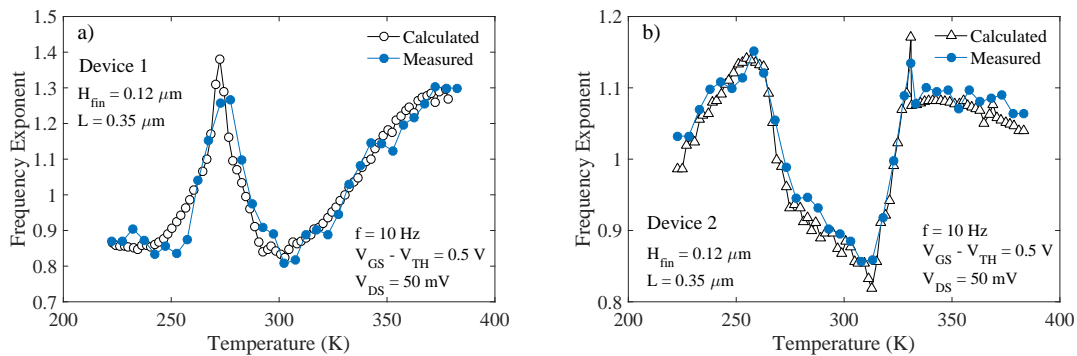 a)
Calculated
Measured
Device 1
H_fin = 0.12 μm
L = 0.35 μm
f = 10 Hz
V_GS - V_TH = 0.5 V
V_DS = 50 mV
Frequency Exponent
1.5
1.4
1.3
1.2
1.1
1
0.9
0.8
0.7
200
250
300
350
400
Temperature (K)
b)
Calculated
Measured
Device 2
H_fin = 0.12 μm
L = 0.35 μm
f = 10 Hz
V_GS - V_TH = 0.5 V
V_DS = 50 mV
Frequency Exponent
1.2
1.1
1
0.9
0.8
200
250
300
350
400
Temperature (K)